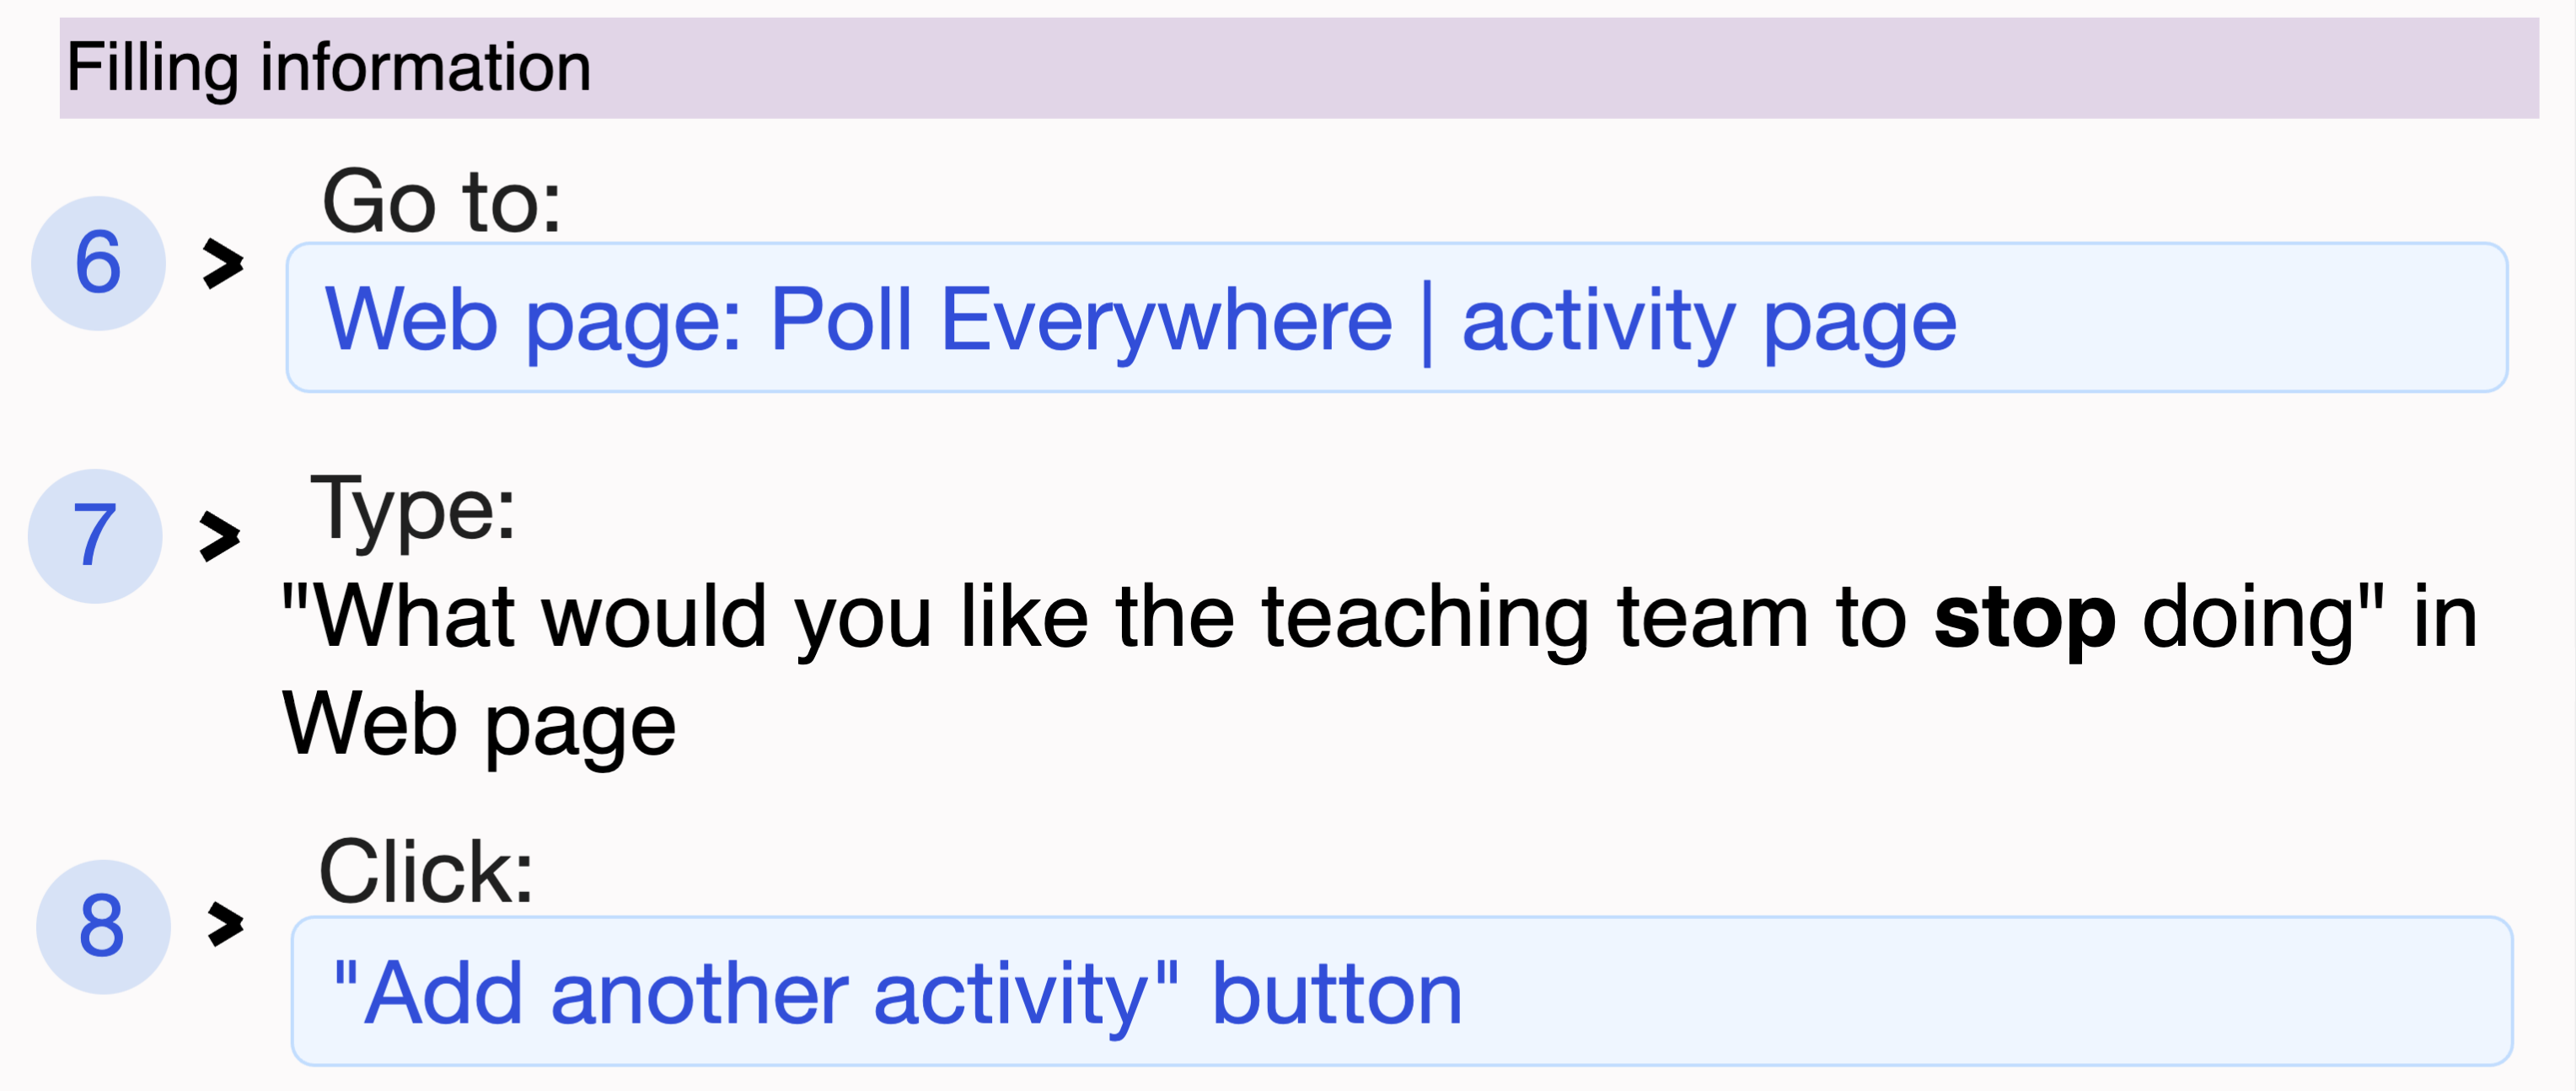 Filling information
Go to:
6 >
Web page: Poll Everywhere | activity page
Type:
7 >
"What would you like the teaching team to stop doing" in
Web page
Click:
8 >
"Add another activity" button